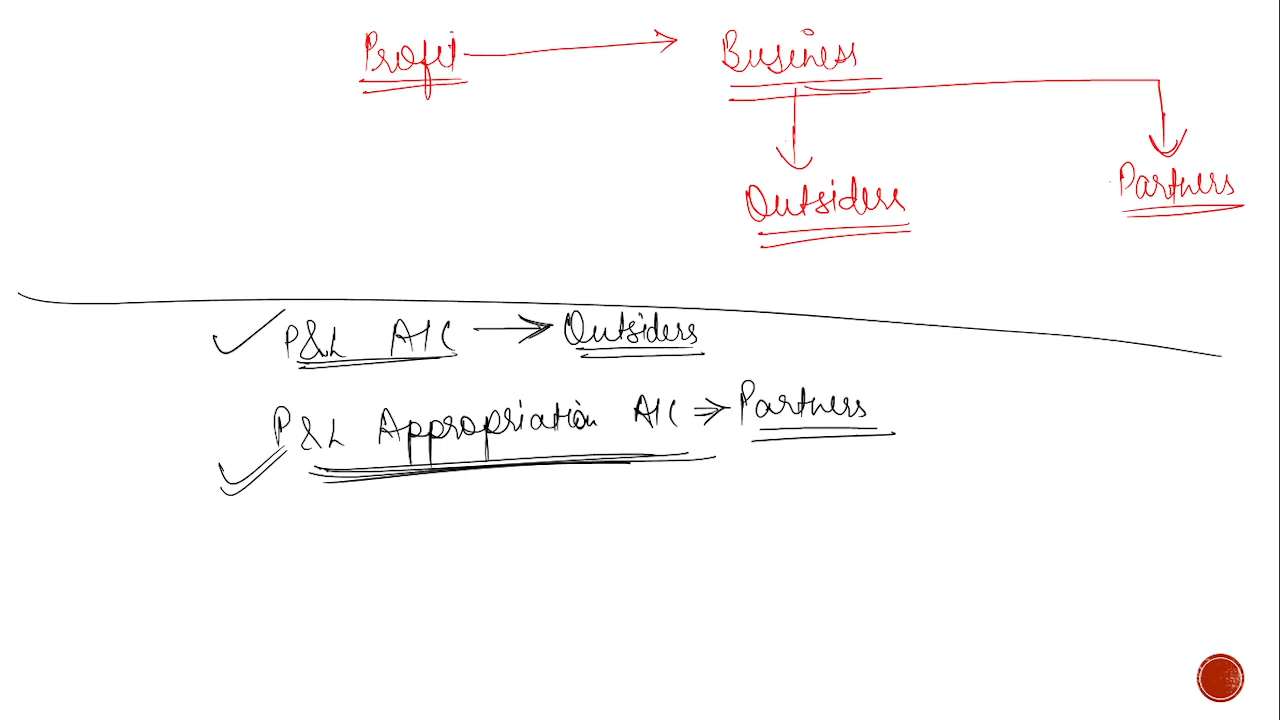 Profit → Business
Outsiders
Partners
P&L A/C → Outsiders
P&L Appropriation A/C ⇒ Partners